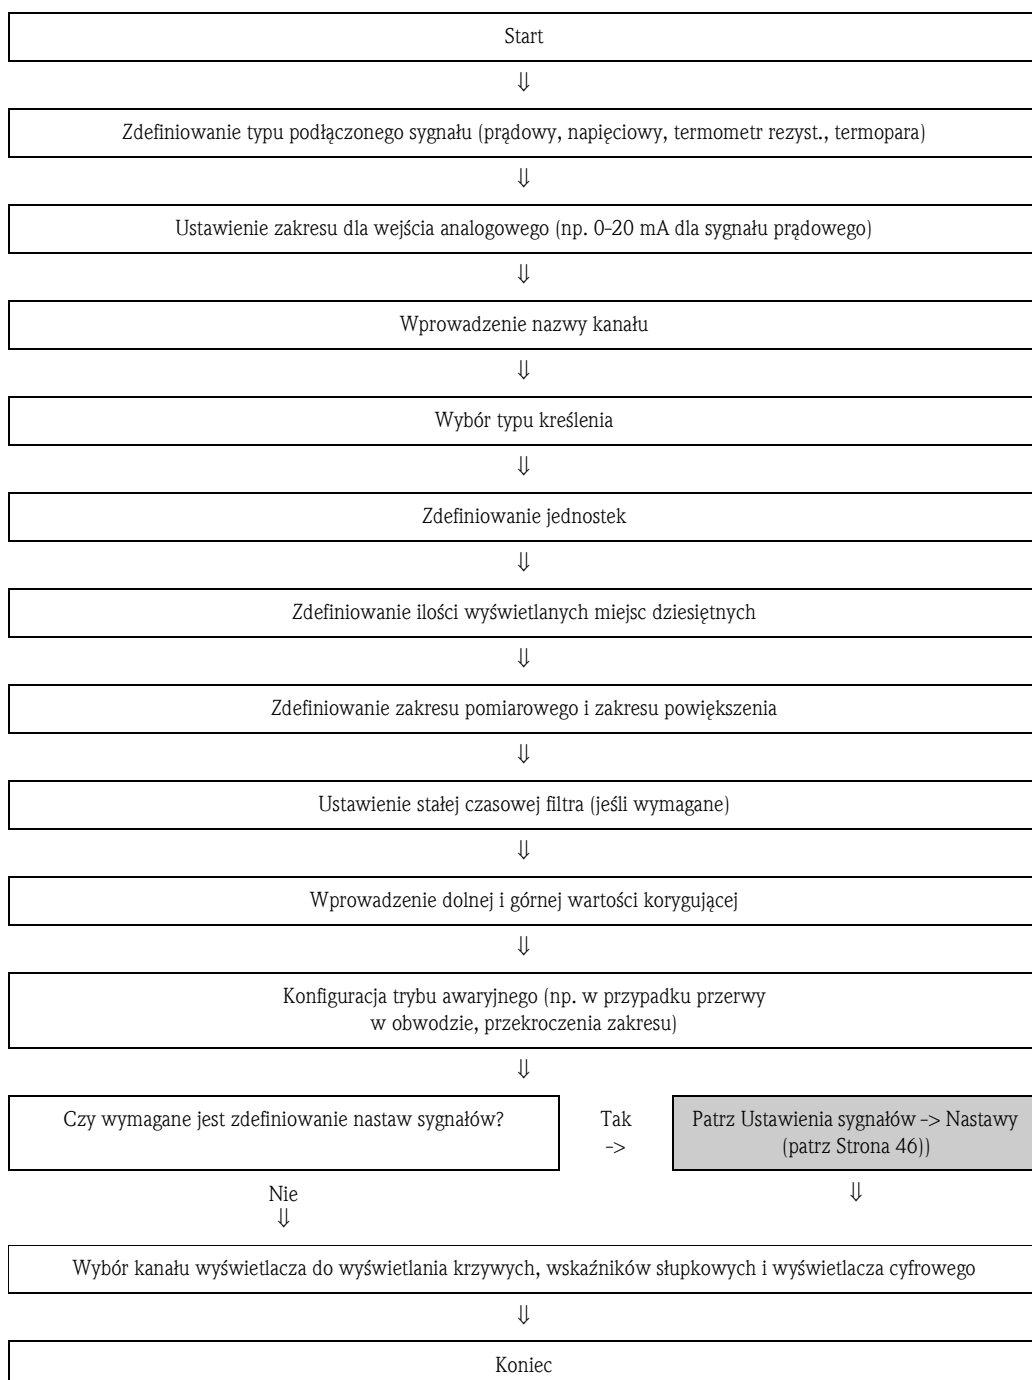 Start
⇓
Zdefiniowanie typu podłączonego sygnału (prądowy, napięciowy, termometr rezyst., termopara)
⇓
Ustawienie zakresu dla wejścia analogowego (np. 0-20 mA dla sygnału prądowego)
⇓
Wprowadzenie nazwy kanału
⇓
Wybór typu kreślenia
⇓
Zdefiniowanie jednostek
⇓
Zdefiniowanie ilości wyświetlanych miejsc dziesiętnych
⇓
Zdefiniowanie zakresu pomiarowego i zakresu powiększenia
⇓
Ustawienie stałej czasowej filtra (jeśli wymagane)
⇓
Wprowadzenie dolnej i górnej wartości korygującej
⇓
Konfiguracja trybu awaryjnego (np. w przypadku przerwy
w obwodzie, przekroczenia zakresu)
⇓
Czy wymagane jest zdefiniowanie nastaw sygnałów?
Tak
->
Patrz Ustawienia sygnałów -> Nastawy
(patrz Strona 46))
Nie
⇓
⇓
Wybór kanału wyświetlacza do wyświetlania krzywych, wskaźników słupkowych i wyświetlacza cyfrowego
⇓
Koniec